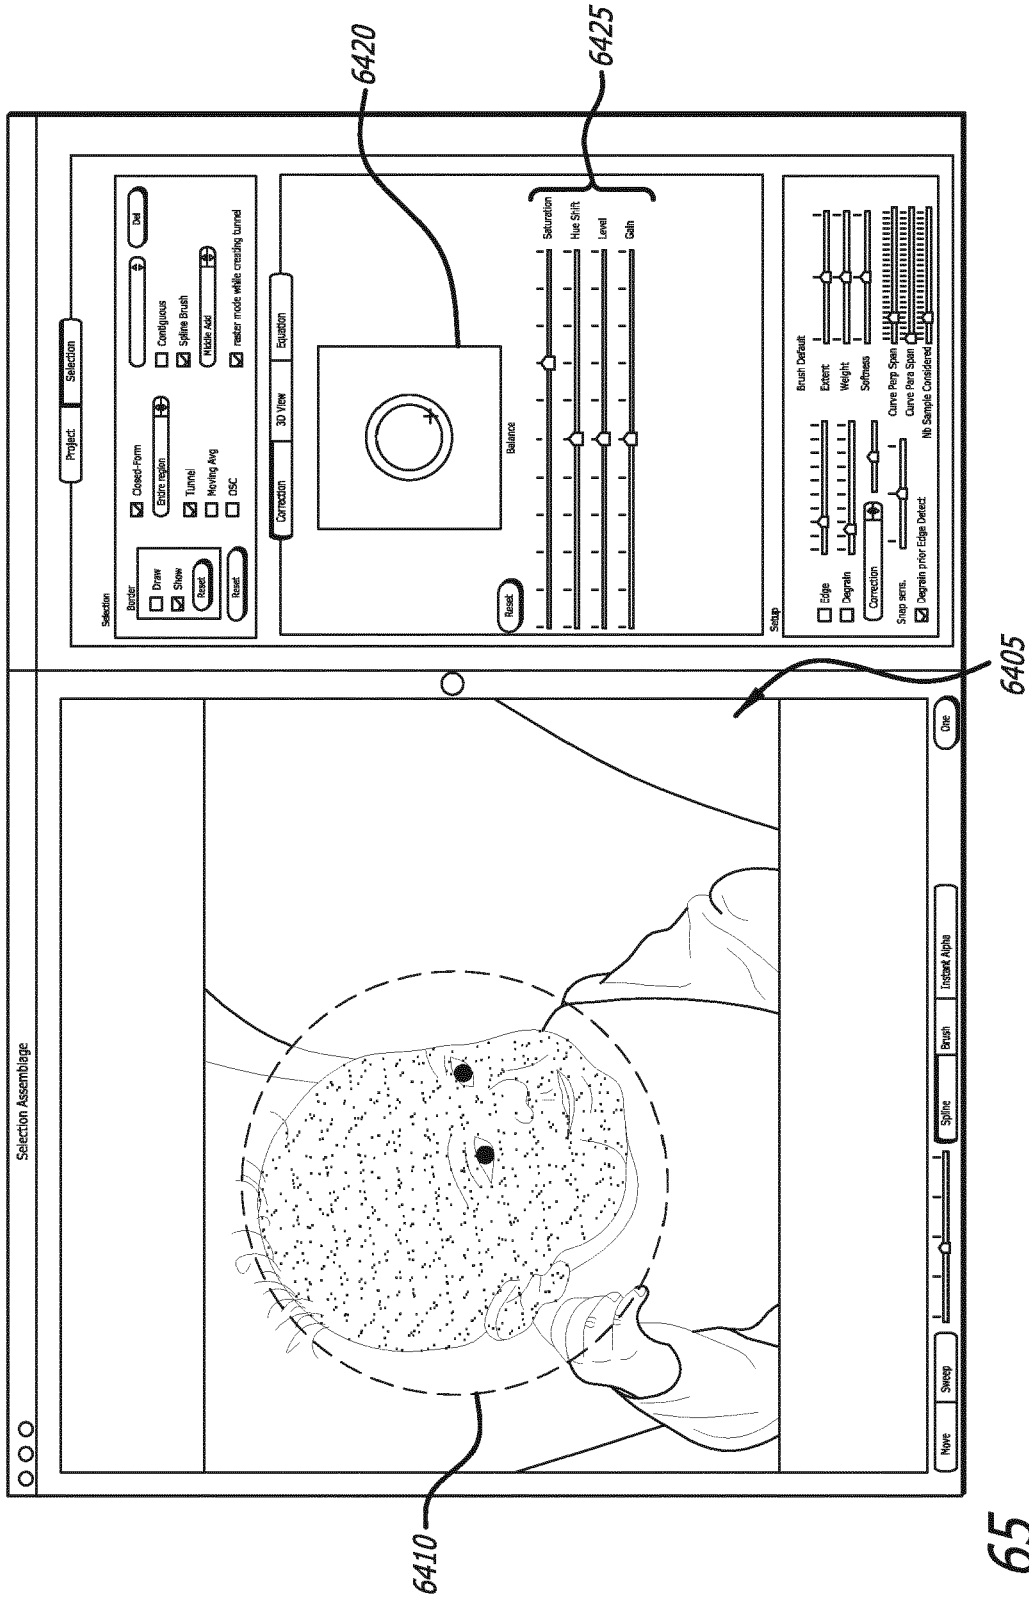 Selection Assemblage
Project
Selection
Selection
Border
Draw
Show
Reset
Reset
Closed-Form
Entire region
Tunnel
Moving Avg
OSC
Del
Contiguous
Spline Brush
Middle Add
raster mode while creating tunnel
Correction
3D View
Equation
Balance
Reset
Saturation
Hue Shift
Level
Gain
Setup
Edge
Degrain
Correction
Snap sens.
Degrain prior Edge Detect
Brush Default
Extent
Weight
Softness
Curve Perp Span
Curve Para Span
Nb Sample Considered
Move
Sweep
Spline
Brush
Instant Alpha
One
6410
6420
6425
6405
65